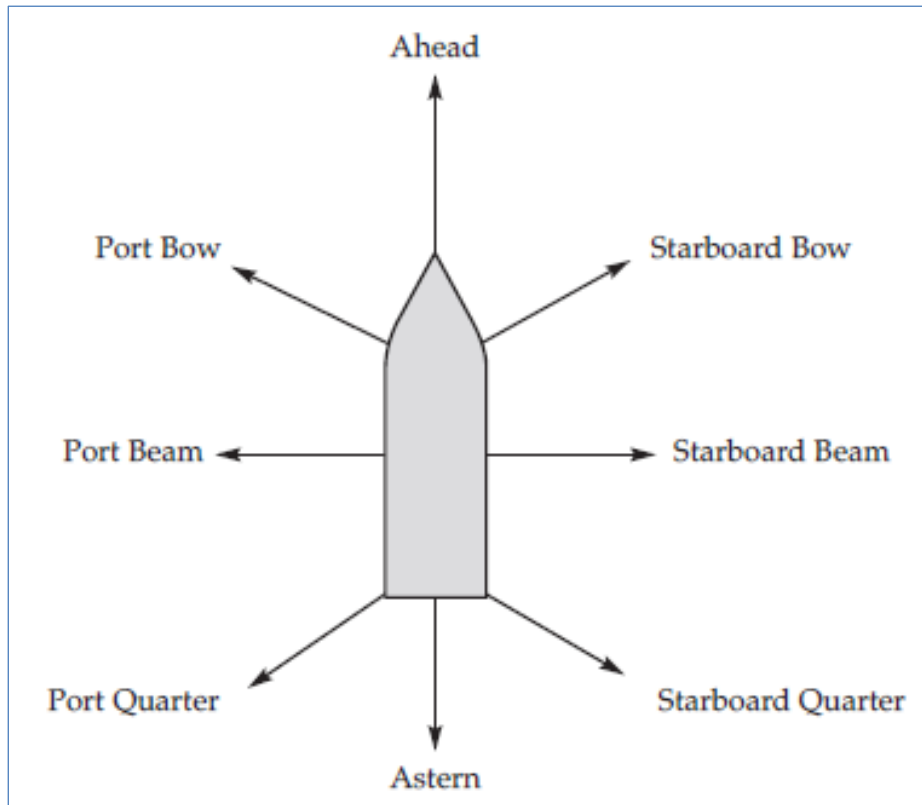 Ahead
Port Bow
Starboard Bow
Port Beam
Starboard Beam
Port Quarter
Starboard Quarter
Astern